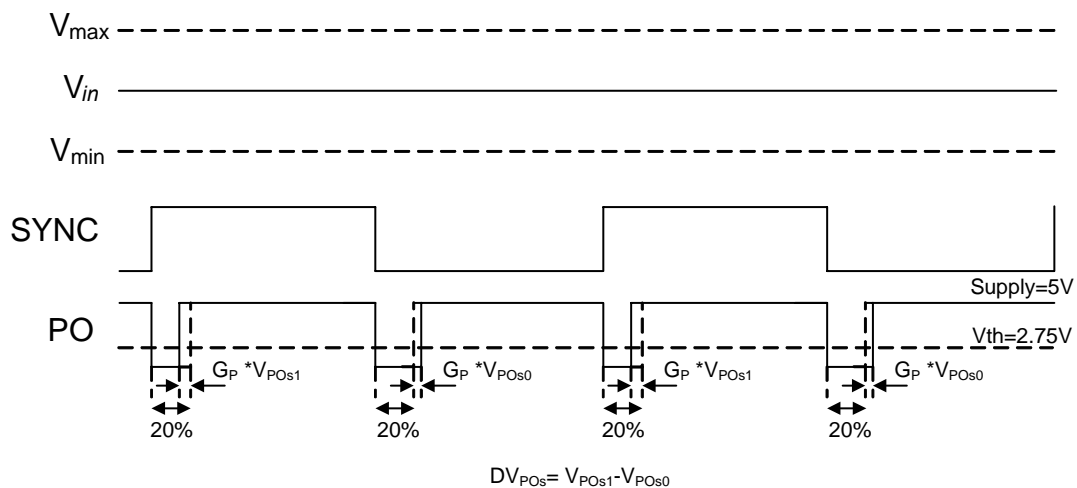 Vmax
Vin
Vmin
SYNC
Supply=5V
PO
Vth=2.75V
GP *VPOs1
GP *VPOs0
GP *VPOs1
GP *VPOs0
20%
20%
20%
20%
DVPOs= VPOs1-VPOs0